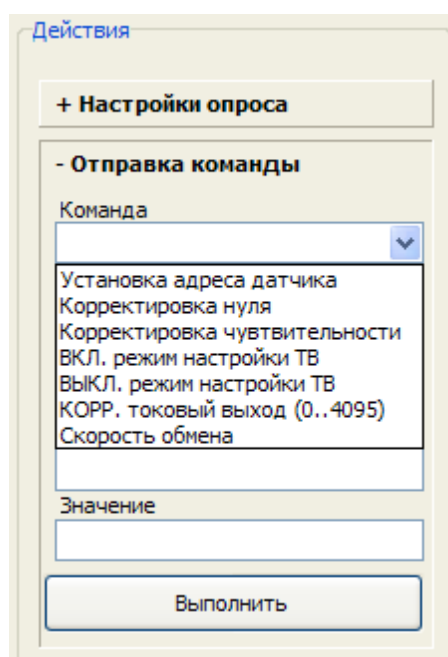 Действия
+ Настройки опроса
- Отправка команды
Команда
Установка адреса датчика
Корректировка нуля
Корректировка чувтвительности
ВКЛ. режим настройки ТВ
ВЫКЛ. режим настройки ТВ
КОРР. токовый выход (0..4095)
Скорость обмена
Значение
Выполнить